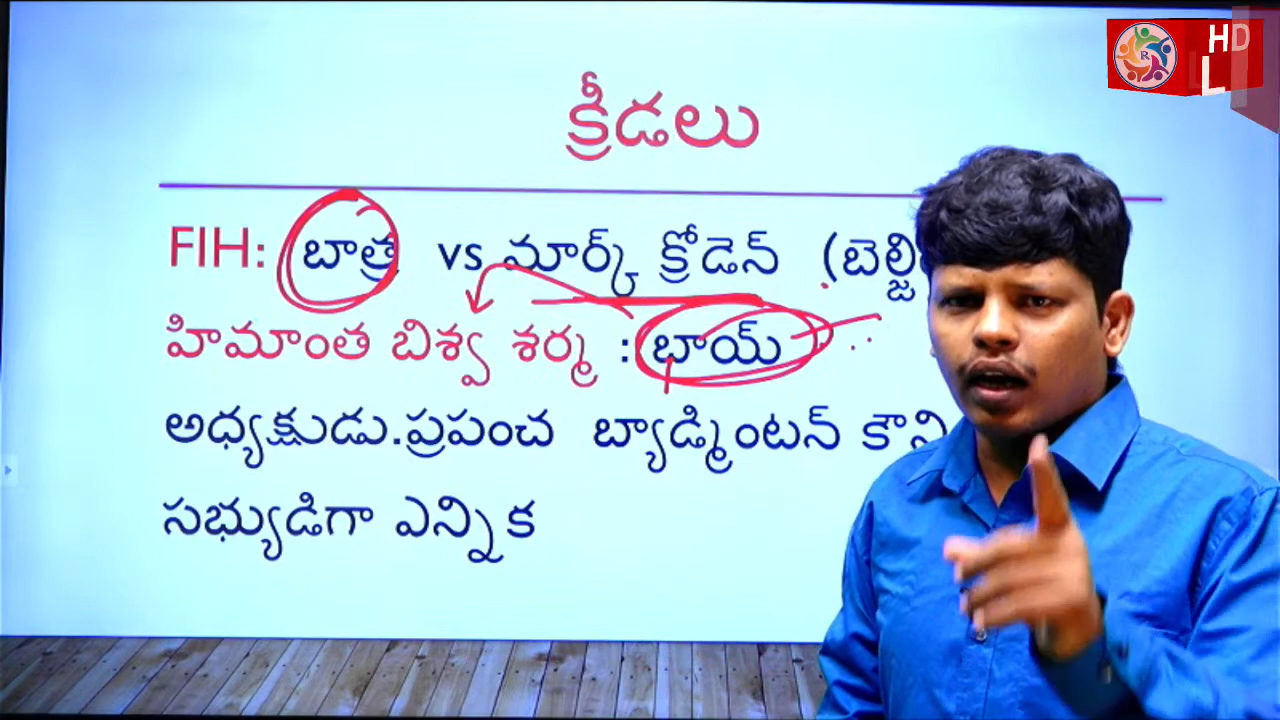 HD
L
క్రీడలు
FIH: బాత్ర vs మార్క్ క్రోడెన్ (బెల్జి
హిమాంత బిశ్వ శర్మ : భాయ్
అధ్యక్షుడు.ప్రపంచ బ్యాడ్మింటన్ కౌని
సభ్యుడిగా ఎన్నిక